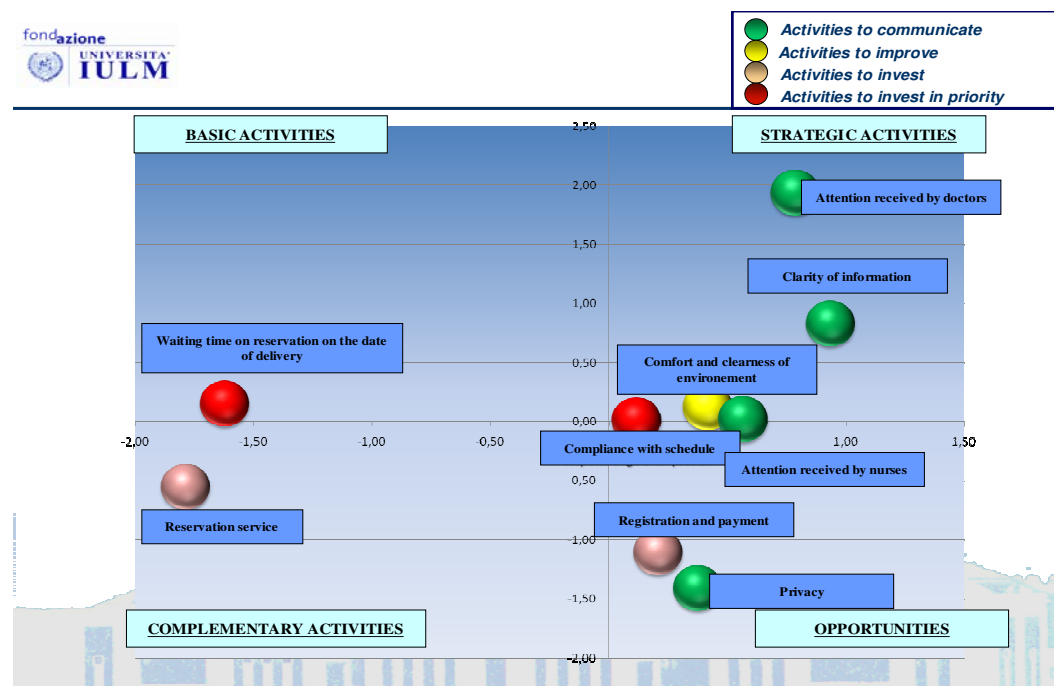 fondazione
UNIVERSITA'
IULM
Activities to communicate
Activities to improve
Activities to invest
Activities to invest in priority
BASIC ACTIVITIES
STRATEGIC ACTIVITIES
2,50
2,00
Attention received by doctors
1,50
Clarity of information
1,00
Waiting time on reservation on the date
of delivery
0,50
Comfort and clearness of
environement
0,00
-2,00
-1,50
-1,00
-0,50
1,00
1,50
Compliance with schedule
Attention received by nurses
0,50
Reservation service
Registration and payment
-1,00
-1,50
Privacy
COMPLEMENTARY ACTIVITIES
OPPORTUNITIES
-2,00